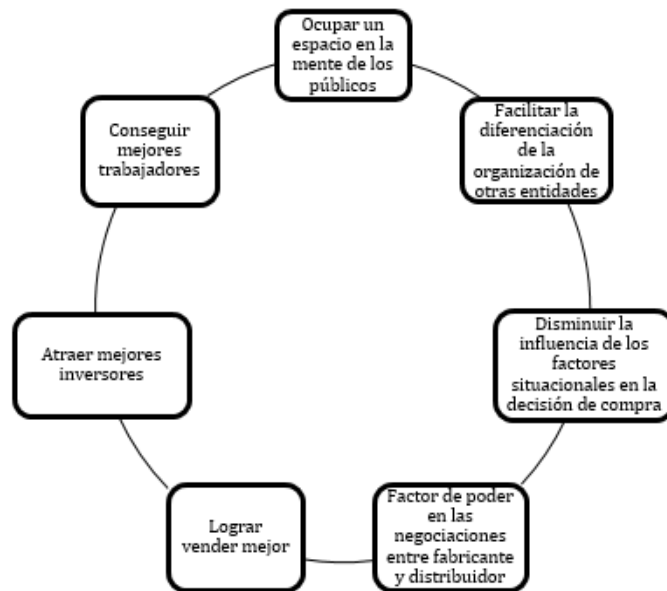 Ocupar un
espacio en la
mente de los
públicos
Facilitar la
diferenciación
de la
organización de
otras entidades
Disminuir la
influencia de los
factores
situacionales en la
decisión de compra
Factor de poder
en las
negociaciones
entre fabricante
y distribuidor
Lograr
vender mejor
Atraer mejores
inversores
Conseguir
mejores
trabajadores